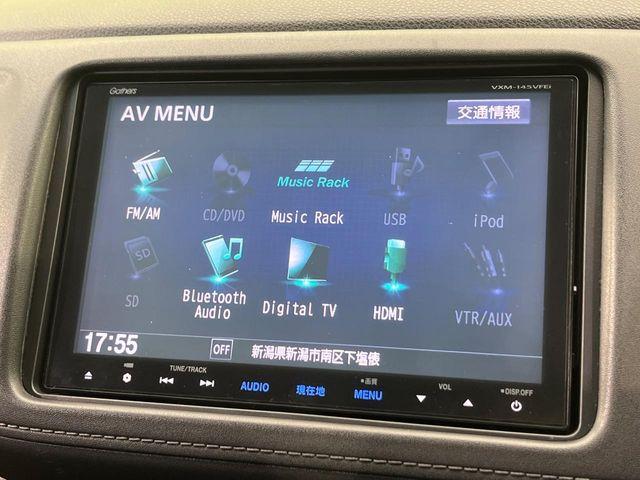 Gathers VXM-145VFEi
AV MENU 交通情報
Music Rack
FM/AM CD/DVD Music Rack USB iPod
SD
SD Bluetooth Audio Digital TV HDMI VTR/AUX
17:55 OFF 新潟県新潟市南区下塩俵
TUNE/TRACK AUDIO 現在地 画質 MENU VOL DISP.OFF